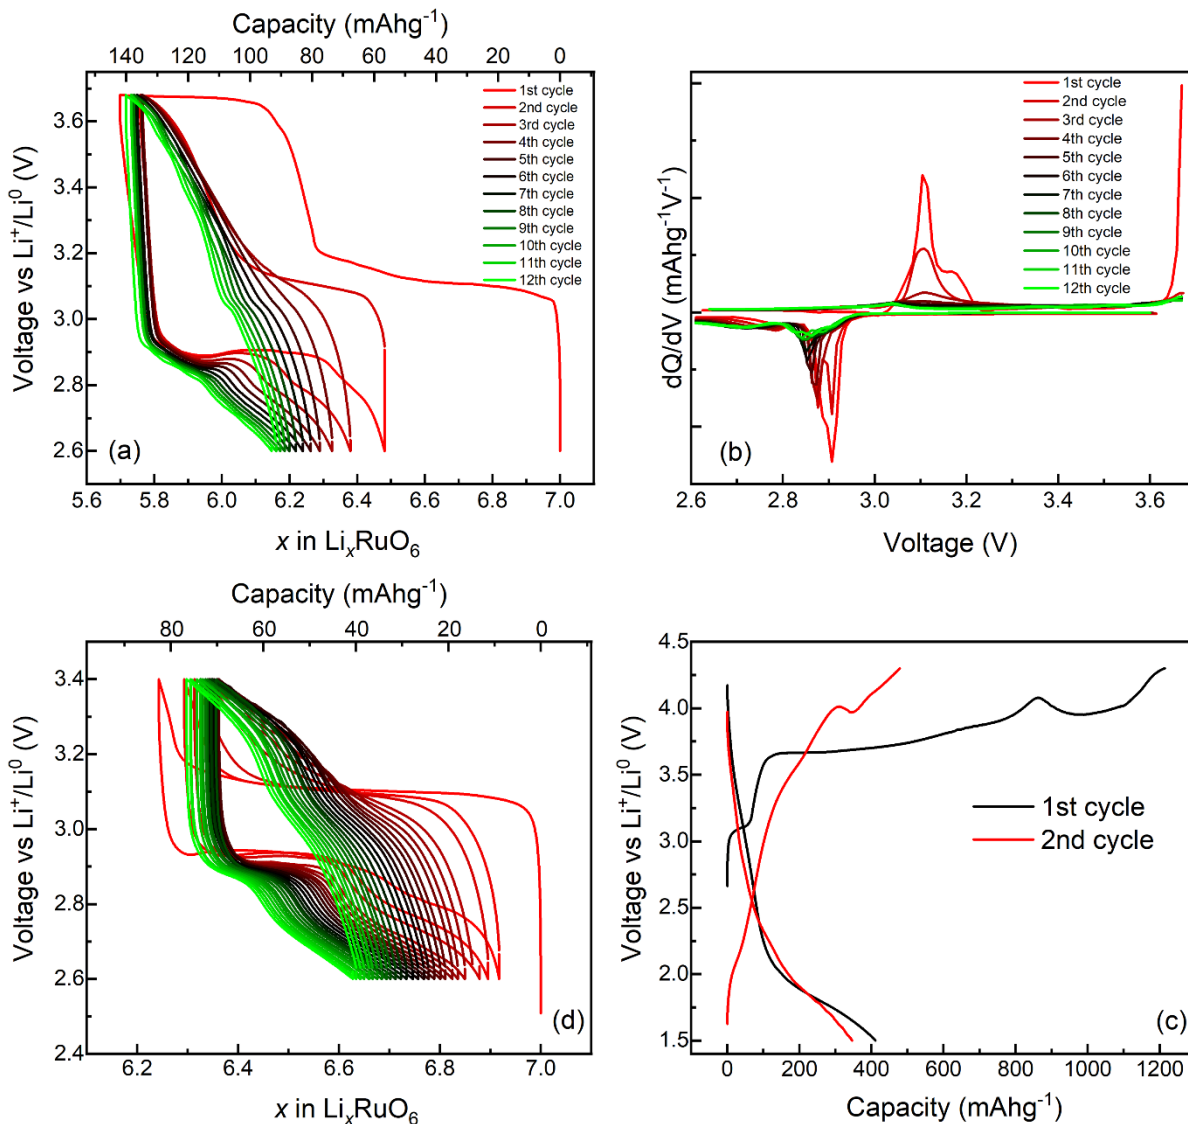 Capacity (mAhg⁻¹)
140 120 100 80 60 40 20 0
Voltage vs Li⁺/Li⁰ (V)
3.6
3.4
3.2
3.0
2.8
2.6
1st cycle
2nd cycle
3rd cycle
4th cycle
5th cycle
6th cycle
7th cycle
8th cycle
9th cycle
10th cycle
11th cycle
12th cycle
(a)
5.6 5.8 6.0 6.2 6.4 6.6 6.8 7.0
x in LiₓRuO₆
dQ/dV (mAhg⁻¹V⁻¹)
1st cycle
2nd cycle
3rd cycle
4th cycle
5th cycle
6th cycle
7th cycle
8th cycle
9th cycle
10th cycle
11th cycle
12th cycle
(b)
2.6 2.8 3.0 3.2 3.4 3.6
Voltage (V)
Capacity (mAhg⁻¹)
80 60 40 20 0
Voltage vs Li⁺/Li⁰ (V)
3.4
3.2
3.0
2.8
2.6
2.4
(d)
6.2 6.4 6.6 6.8 7.0
x in LiₓRuO₆
Voltage vs Li⁺/Li⁰ (V)
4.5
4.0
3.5
3.0
2.5
2.0
1.5
1st cycle
2nd cycle
(c)
0 200 400 600 800 1000 1200
Capacity (mAhg⁻¹)